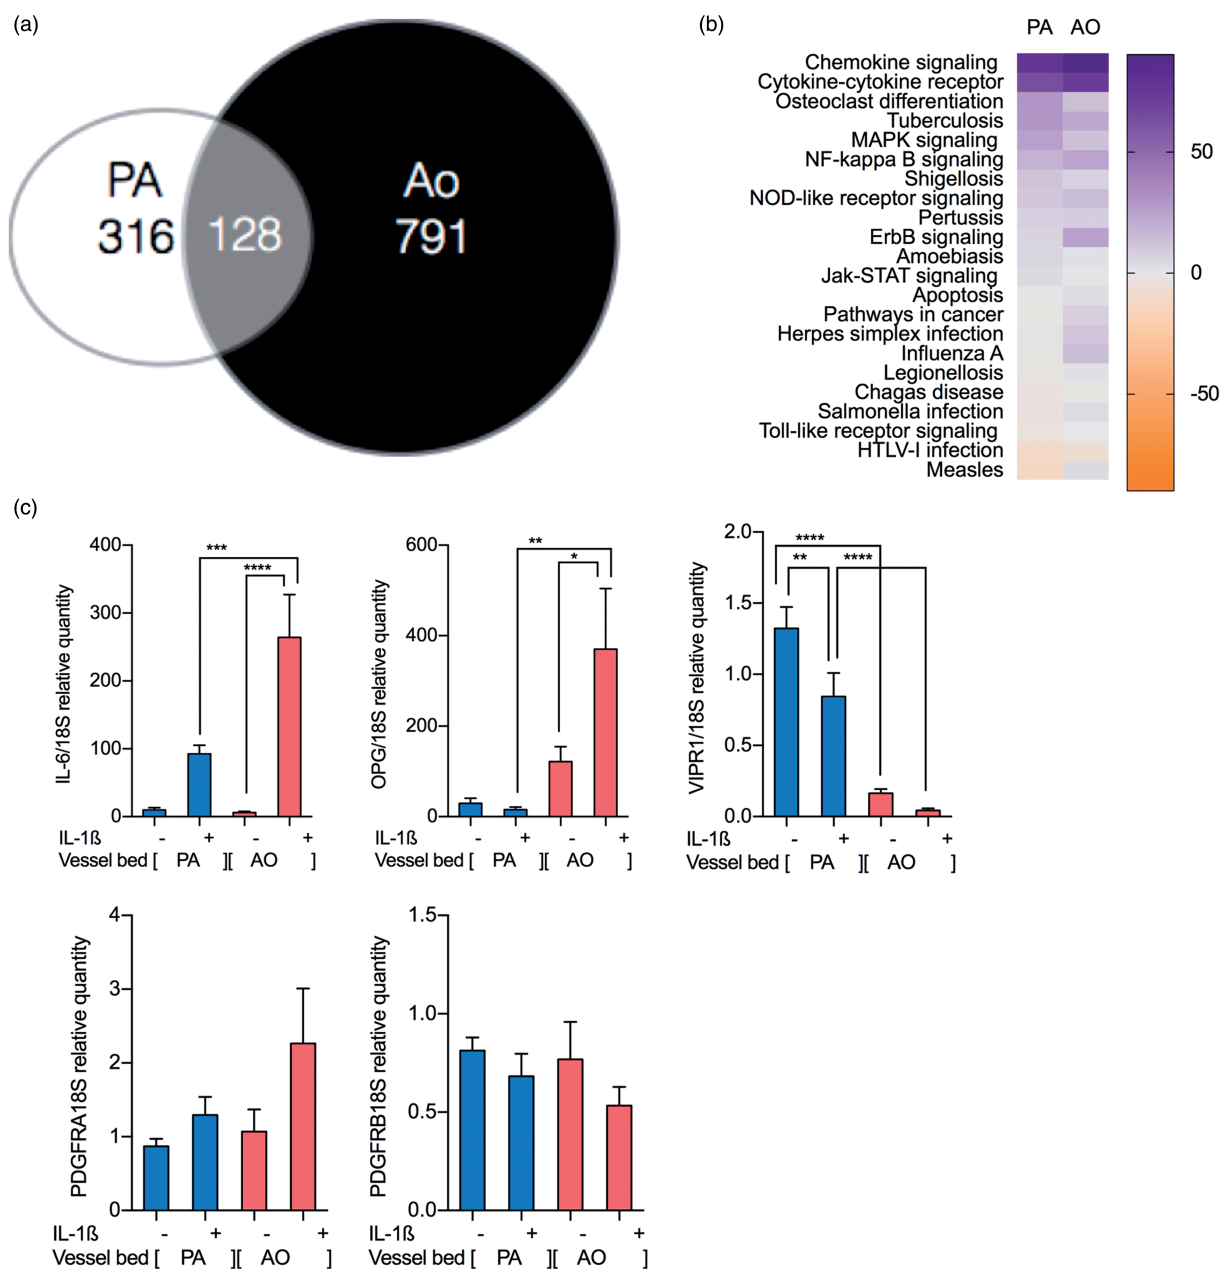 (a)
PA
316
128
Ao
791
(b)
PA AO
Chemokine signaling
Cytokine-cytokine receptor
Osteoclast differentiation
Tuberculosis
MAPK signaling
NF-kappa B signaling
Shigellosis
NOD-like receptor signaling
Pertussis
ErbB signaling
Amoebiasis
Jak-STAT signaling
Apoptosis
Pathways in cancer
Herpes simplex infection
Influenza A
Legionellosis
Chagas disease
Salmonella infection
Toll-like receptor signaling
HTLV-I infection
Measles
50
0
-50
(c)
IL-6/18S relative quantity
400
300
200
100
0
***
****
IL-1ß - + - +
Vessel bed [ PA ][ AO ]
OPG/18S relative quantity
600
400
200
0
**
*
IL-1ß - + - +
Vessel bed [ PA ][ AO ]
VIPR1/18S relative quantity
2.0
1.5
1.0
0.5
0.0
****
** ****
IL-1ß - + - +
Vessel bed [ PA ][ AO ]
PDGFRA18S relative quantity
4
3
2
1
0
IL-1ß - + - +
Vessel bed [ PA ][ AO ]
PDGFRB18S relative quantity
1.5
1.0
0.5
0.0
IL-1ß - + - +
Vessel bed [ PA ][ AO ]